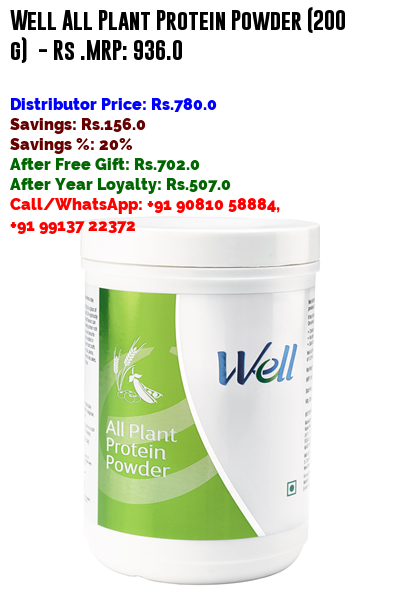 Well All Plant Protein Powder (200
g)  - Rs .MRP: 936.0
Distributor Price: Rs.780.0
Savings: Rs.156.0
Savings %: 20%
After Free Gift: Rs.702.0
After Year Loyalty: Rs.507.0
Call/WhatsApp: +91 90810 58884,
+91 99137 22372
Well
All Plant
Protein
Powder